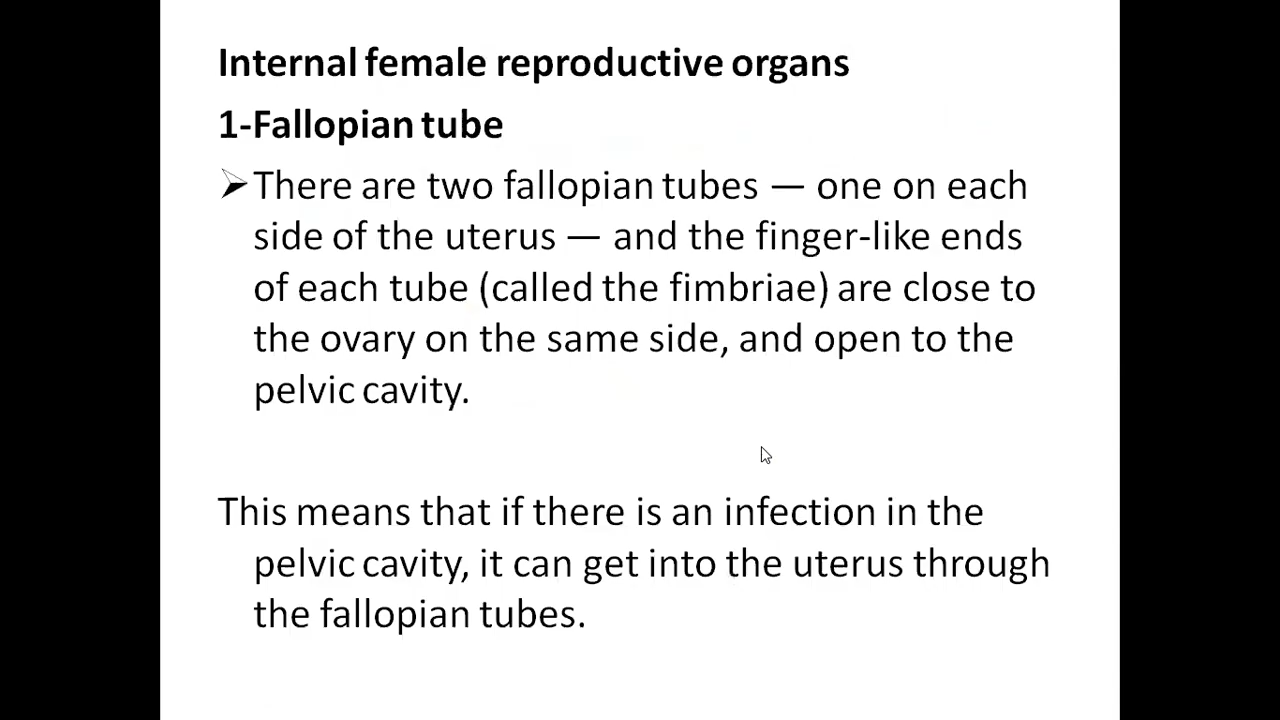 Internal female reproductive organs
1-Fallopian tube
➢There are two fallopian tubes — one on each
side of the uterus — and the finger-like ends
of each tube (called the fimbriae) are close to
the ovary on the same side, and open to the
pelvic cavity.
This means that if there is an infection in the
pelvic cavity, it can get into the uterus through
the fallopian tubes.